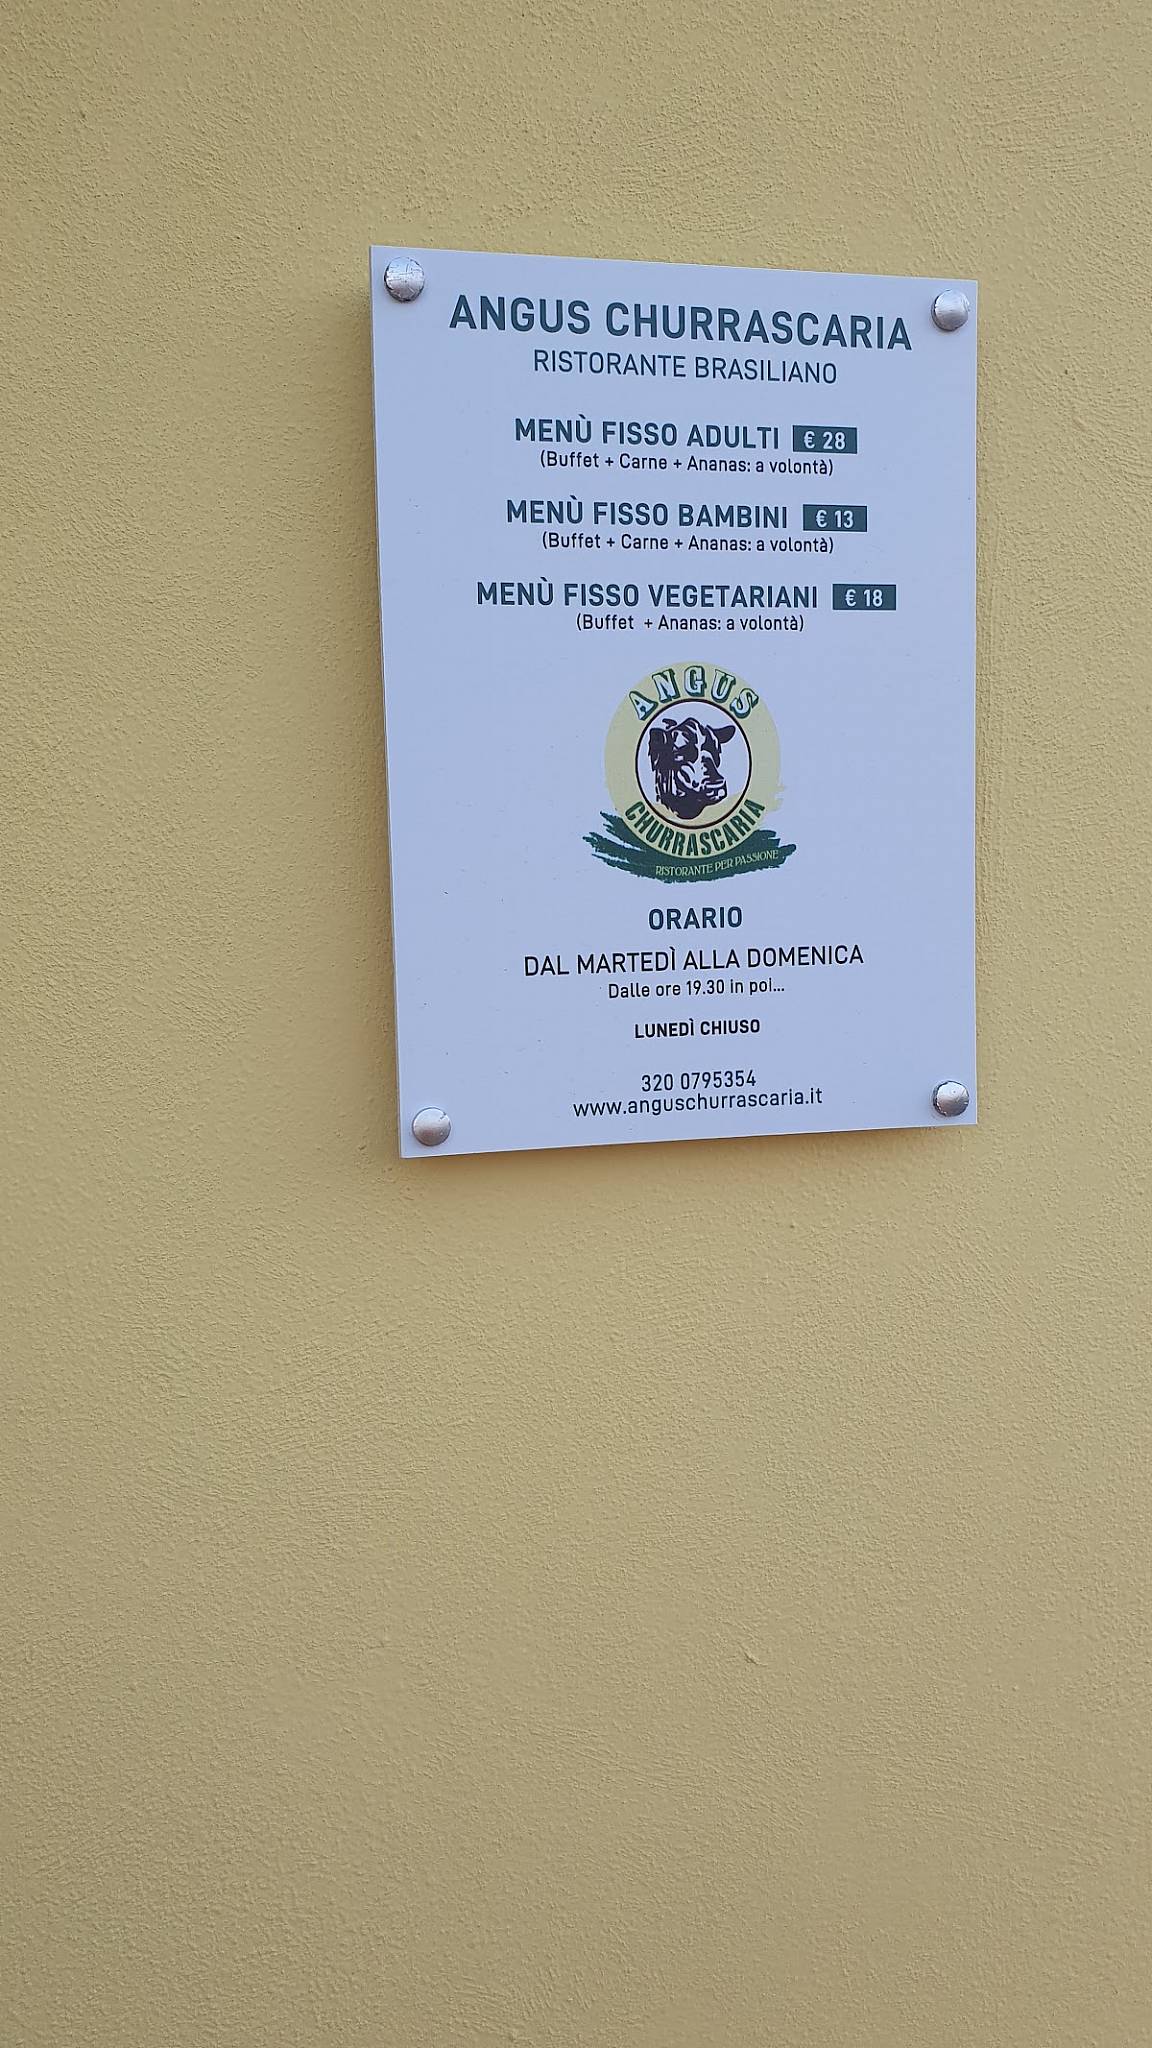 ANGUS CHURRASCARIA
RISTORANTE BRASILIANO
MENÙ FISSO ADULTI € 28
(Buffet + Carne + Ananas: a volontà)
MENÙ FISSO BAMBINI € 13
(Buffet + Carne + Ananas: a volontà)
MENÙ FISSO VEGETARIANI € 18
(Buffet + Ananas: a volontà)
ANGUS
CHURRASCARIA
RISTORANTE PER PASSIONE
ORARIO
DAL MARTEDÌ ALLA DOMENICA
Dalle ore 19.30 in poi...
LUNEDÌ CHIUSO
320 0795354
www.anguschurrascaria.it